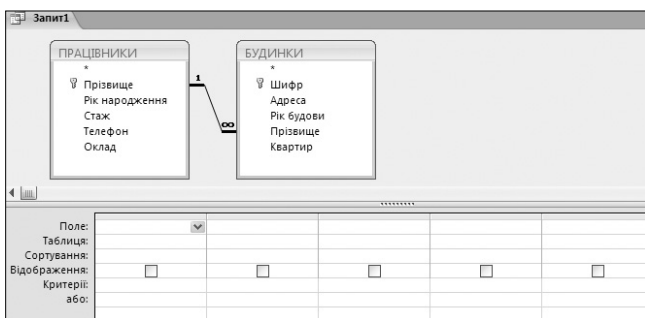 Запит1
ПРАЦІВНИКИ
*
Прізвище
Рік народження
Стаж
Телефон
Оклад
1
∞
БУДИНКИ
*
Шифр
Адреса
Рік будови
Прізвище
Квартир
Поле:
Таблиця:
Сортування:
Відображення:
Критерії:
або: